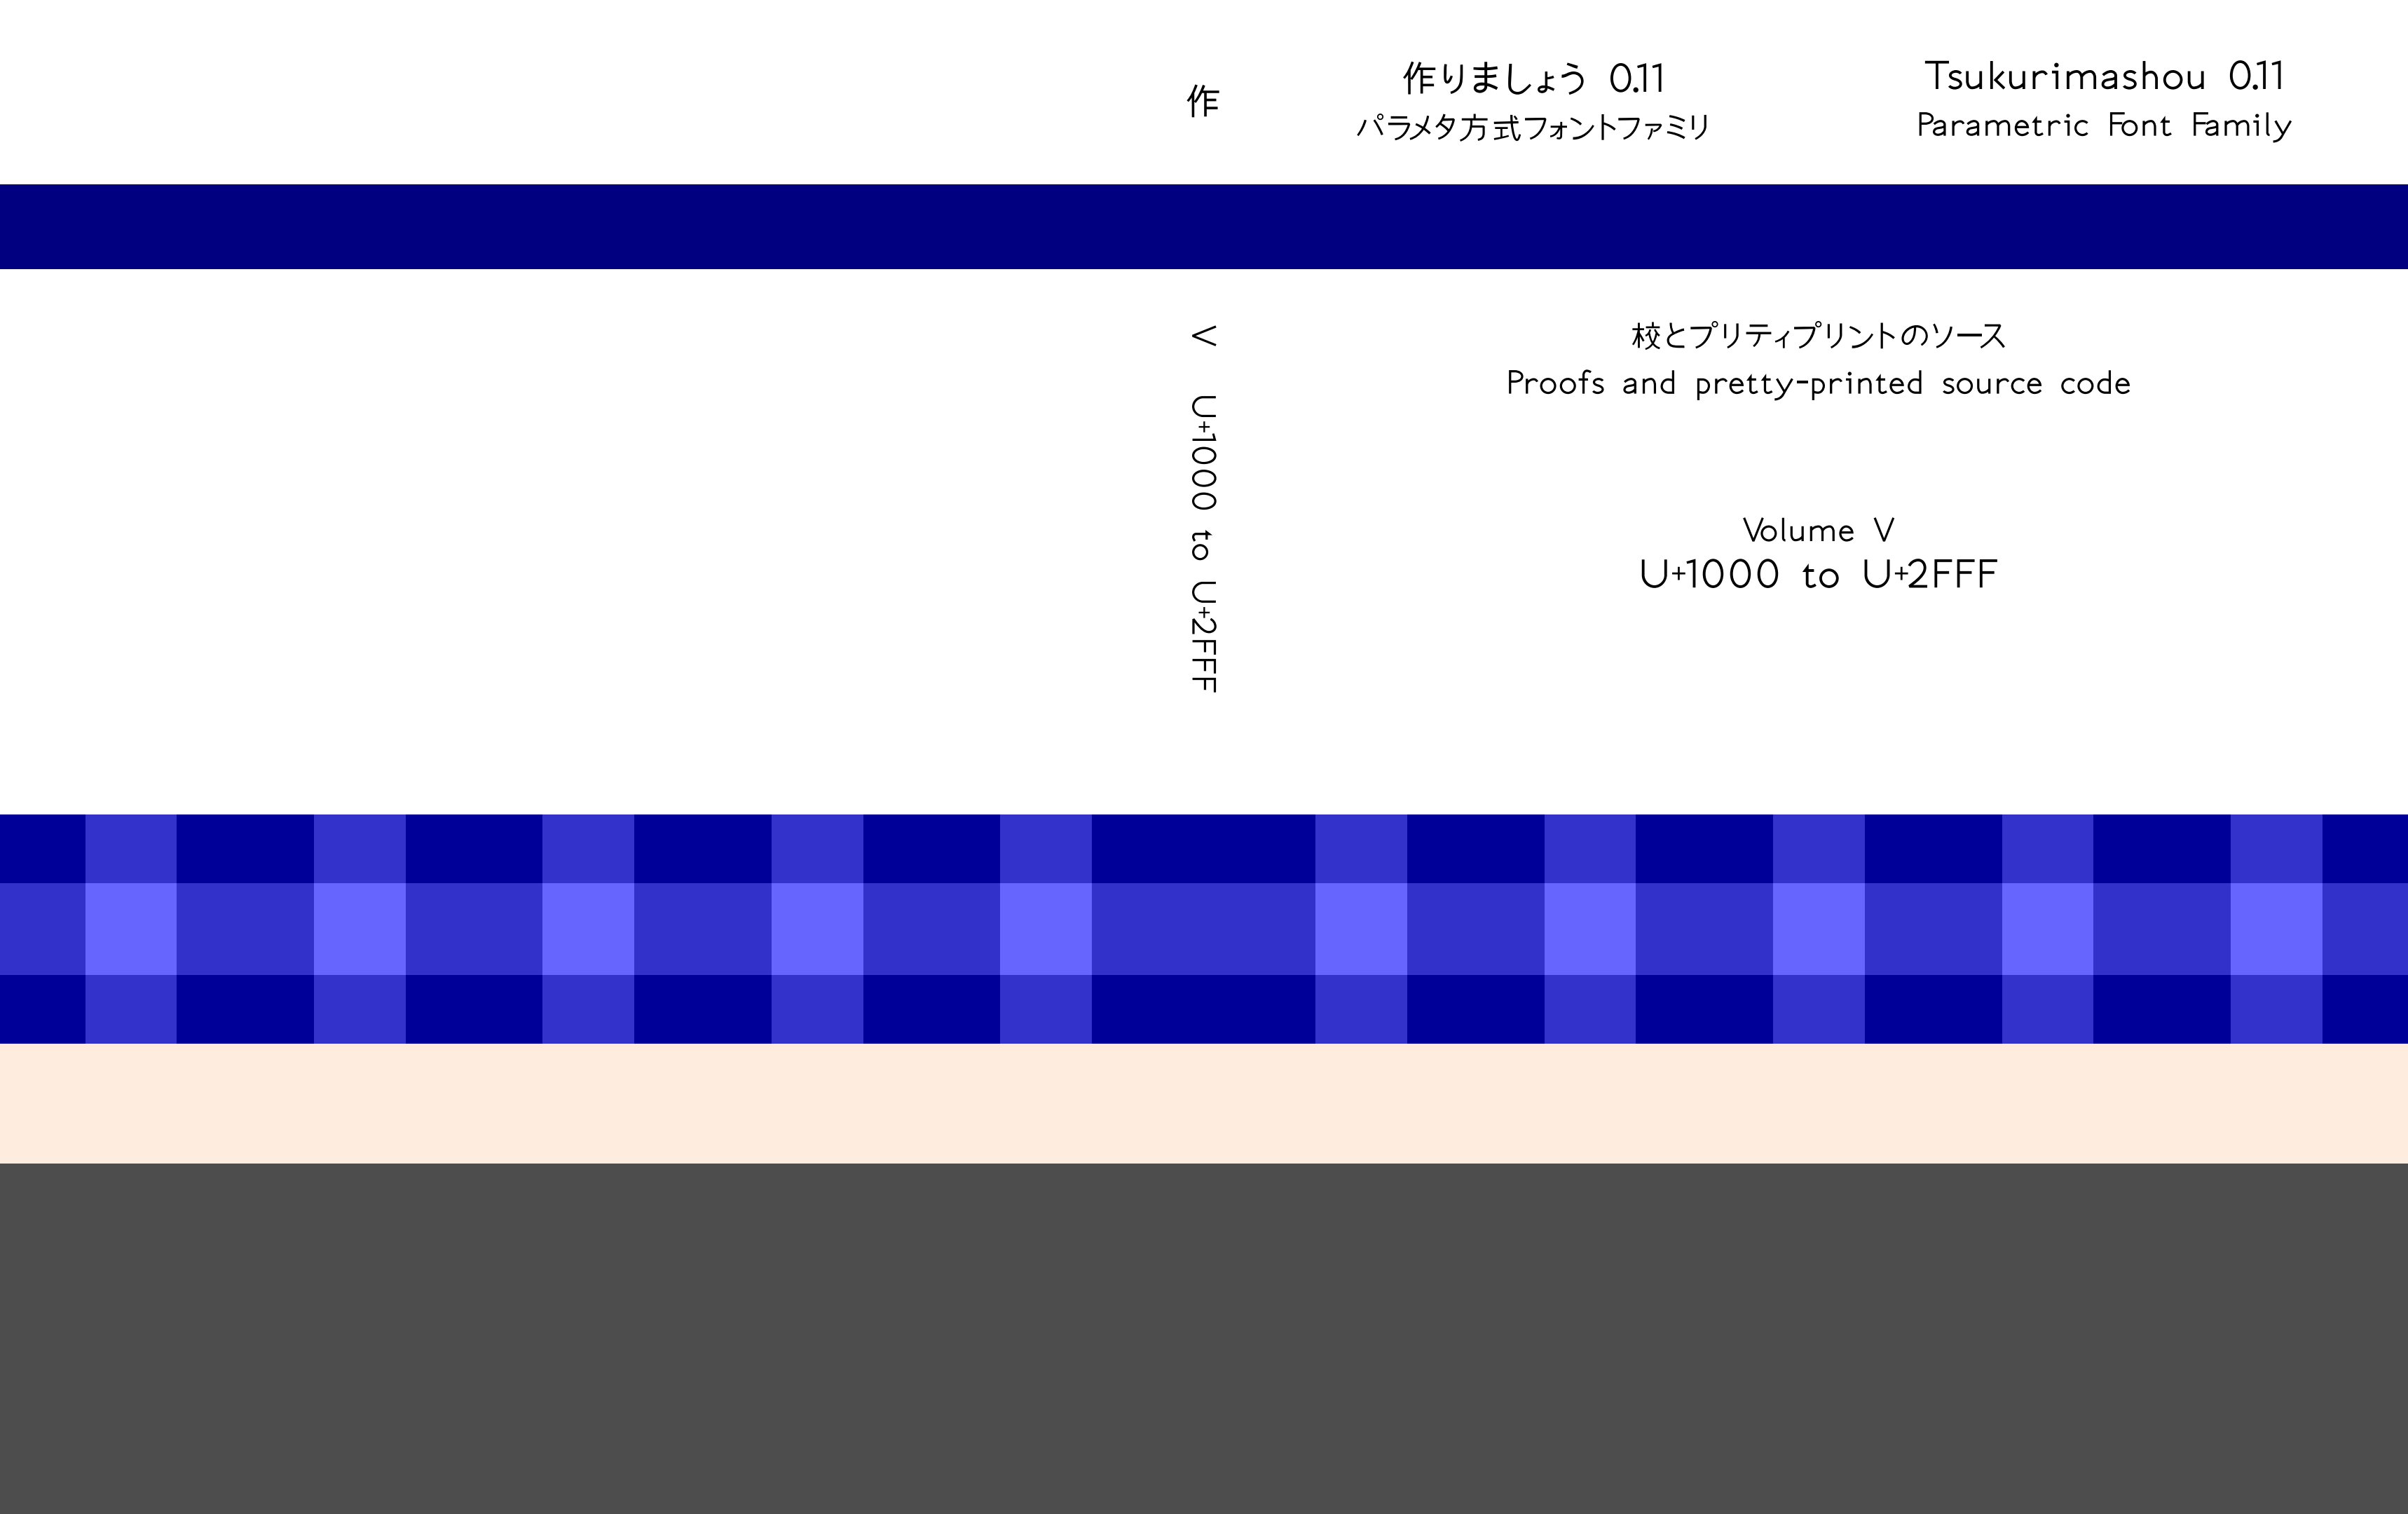 作
V U+1000 to U+2FFF
作りましょう 0.11
パラメタ方式フォントファミリ
Tsukurimashou 0.11
Parametric Font Family
枝とプリティプリントのソース
Proofs and pretty-printed source code
Volume V
U+1000 to U+2FFF